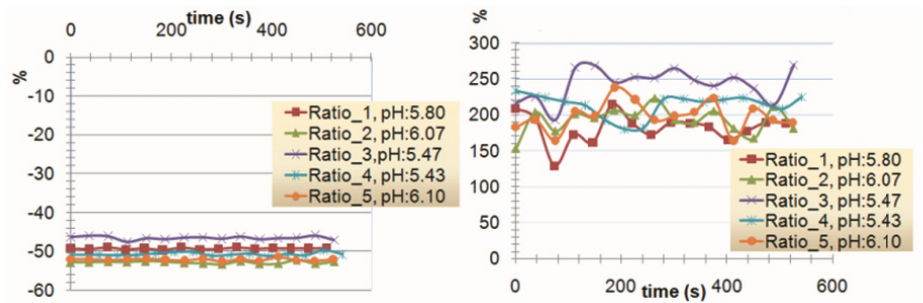 time (s)
0 200 400 600
%
0
-10
-20
-30
-40
-50
-60
Ratio_1, pH:5.80
Ratio_2, pH:6.07
Ratio_3, pH:5.47
Ratio_4, pH:5.43
Ratio_5, pH:6.10
%
300
250
200
150
100
50
0
Ratio_1, pH:5.80
Ratio_2, pH:6.07
Ratio_3, pH:5.47
Ratio_4, pH:5.43
Ratio_5, pH:6.10
0 200 400 600
time (s)